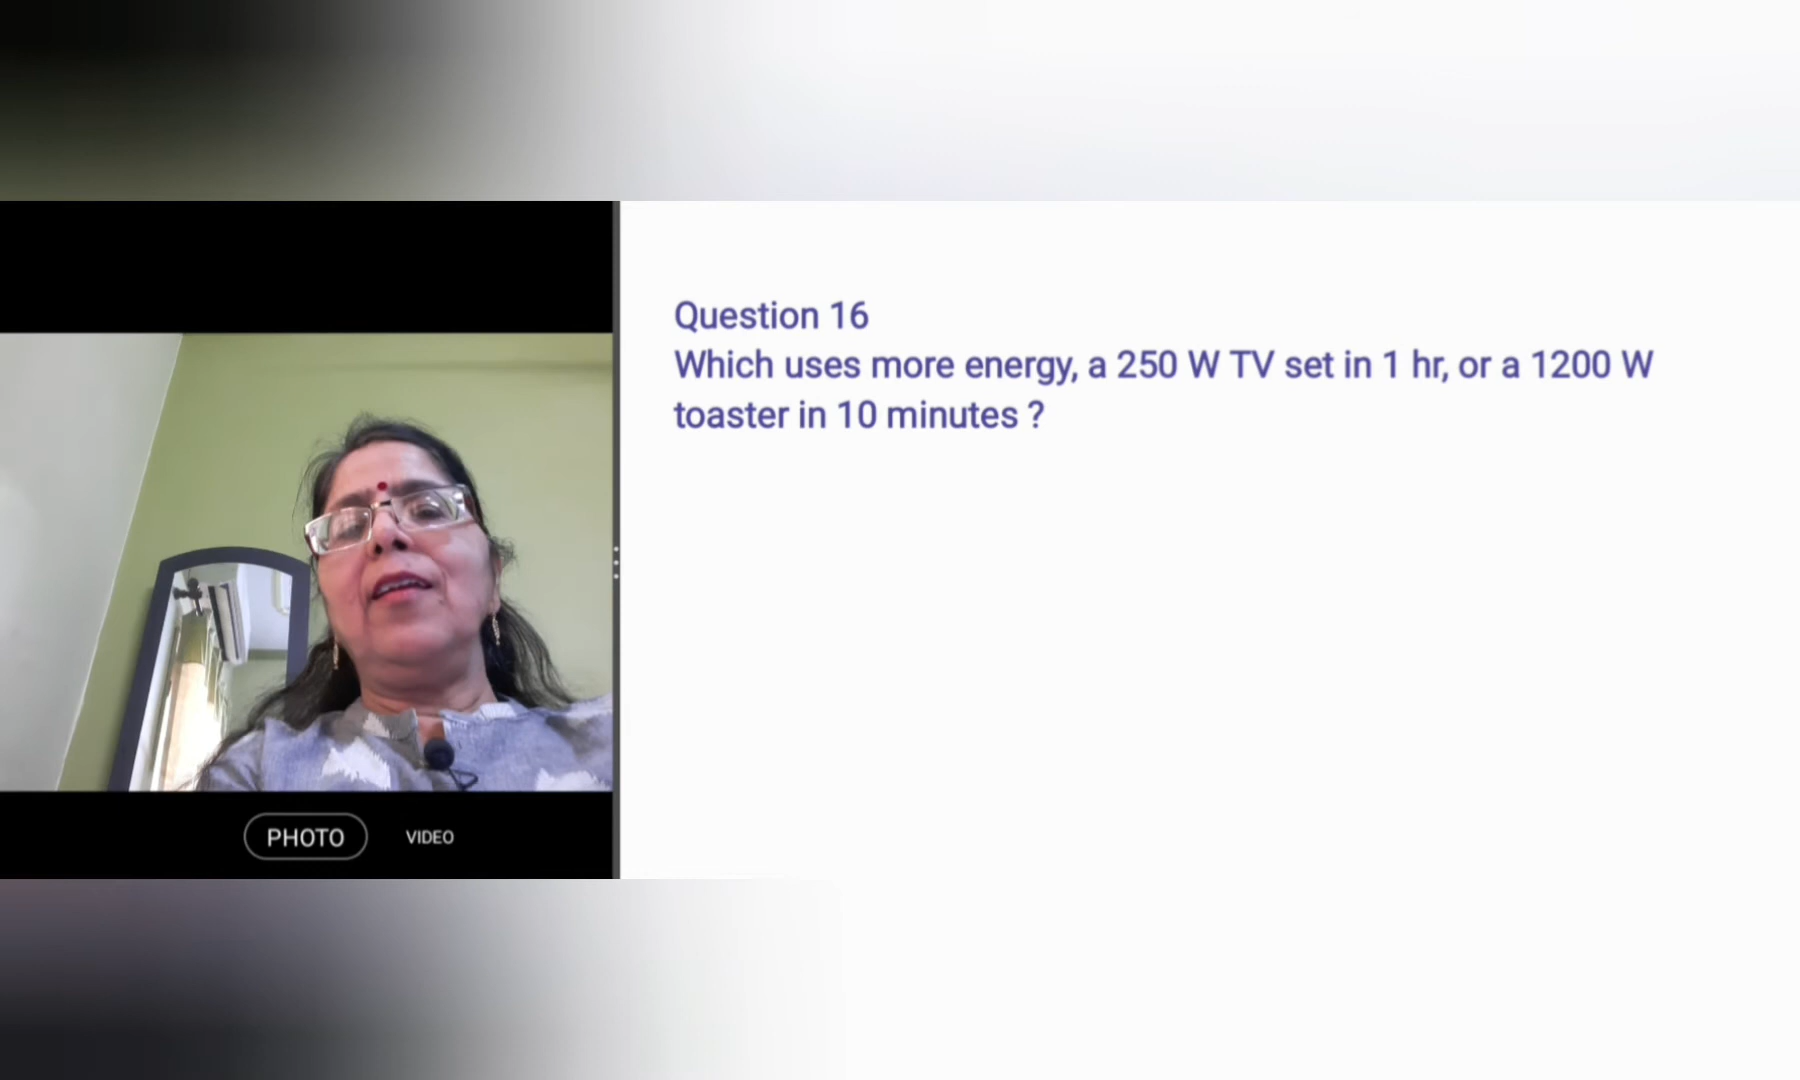 Question 16
Which uses more energy, a 250 W TV set in 1 hr, or a 1200 W
toaster in 10 minutes ?
PHOTO
VIDEO